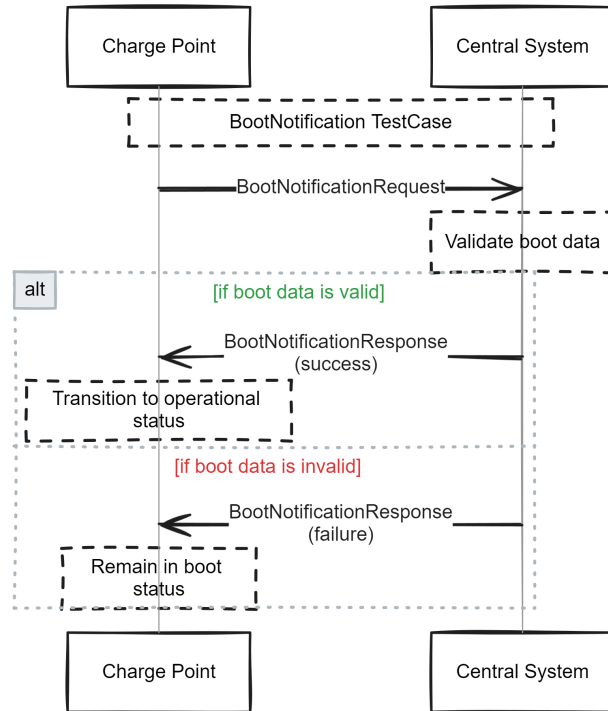 Charge Point
Central System
BootNotification TestCase
BootNotificationRequest
Validate boot data
alt
[if boot data is valid]
BootNotificationResponse
(success)
Transition to operational
status
[if boot data is invalid]
BootNotificationResponse
(failure)
Remain in boot
status
Charge Point
Central System